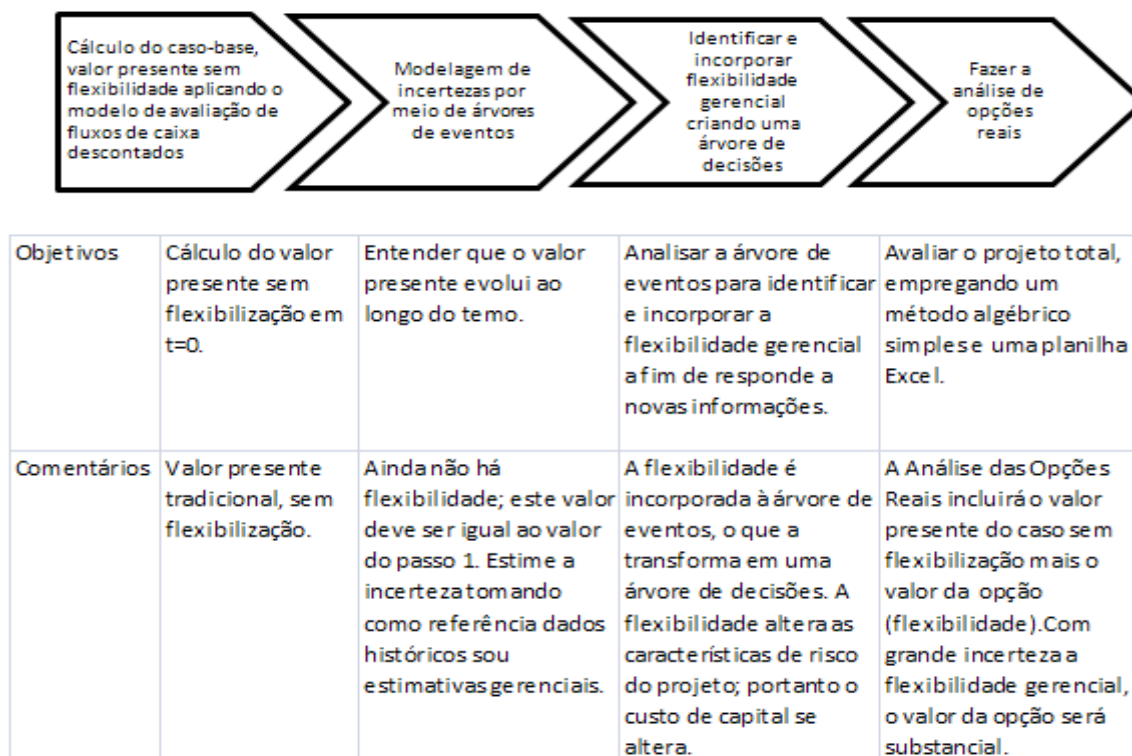 Cálculo do caso-base,
valor presente sem
flexibilidade aplicando o
modelo de avaliação de
fluxos de caixa
descontados
Modelagem de
incertezas por
meio de árvores
de eventos
Identificar e
incorporar
flexibilidade
gerencial
criando uma
árvore de
decisões
Fazer a
análise de
opções
reais
Objetivos
Cálculo do valor
presente sem
flexibilização em
t=0.
Entender que o valor
presente evolui ao
longo do temo.
Analisar a árvore de
eventos para identificar
e incorporar a
flexibilidade gerencial
a fim de responde a
novas informações.
Avaliar o projeto total,
empregando um
método algébrico
simples e uma planilha
Excel.
Comentários
Valor presente
tradicional, sem
flexibilização.
Ainda não há
flexibilidade; este valor
deve ser igual ao valor
do passo 1. Estime a
incerteza tomando
como referência dados
históricos sou
estimativas gerenciais.
A flexibilidade é
incorporada à árvore de
eventos, o que a
transforma em uma
árvore de decisões. A
flexibilidade altera as
características de risco
do projeto; portanto o
custo de capital se
altera.
A Análise das Opções
Reais incluirá o valor
presente do caso sem
flexibilização mais o
valor da opção
(flexibilidade).Com
grande incerteza a
flexibilidade gerencial,
o valor da opção será
substancial.